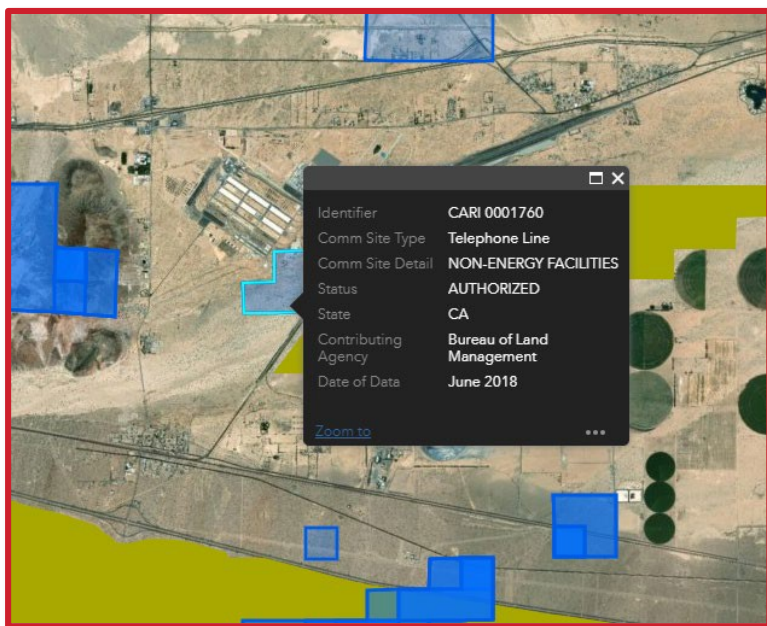 Identifier CARI 0001760
Comm Site Type Telephone Line
Comm Site Detail NON-ENERGY FACILITIES
Status AUTHORIZED
State CA
Contributing Agency Bureau of Land Management
Date of Data June 2018
Zoom to